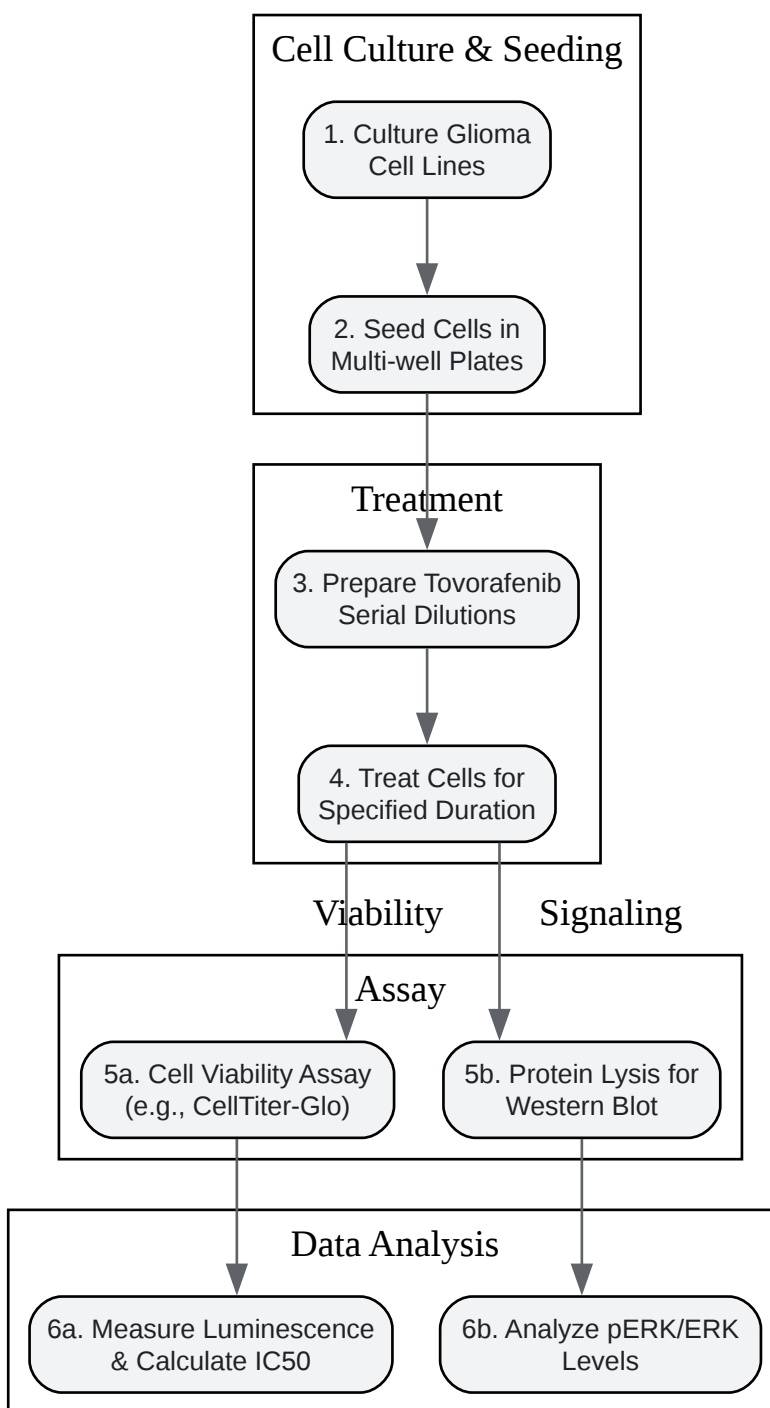 Cell Culture & Seeding
1. Culture Glioma
Cell Lines
2. Seed Cells in
Multi-well Plates
Treatment
3. Prepare Tovorafenib
Serial Dilutions
4. Treat Cells for
Specified Duration
Viability
Signaling
Assay
5a. Cell Viability Assay
(e.g., CellTiter-Glo)
5b. Protein Lysis for
Western Blot
Data Analysis
6a. Measure Luminescence
& Calculate IC50
6b. Analyze pERK/ERK
Levels